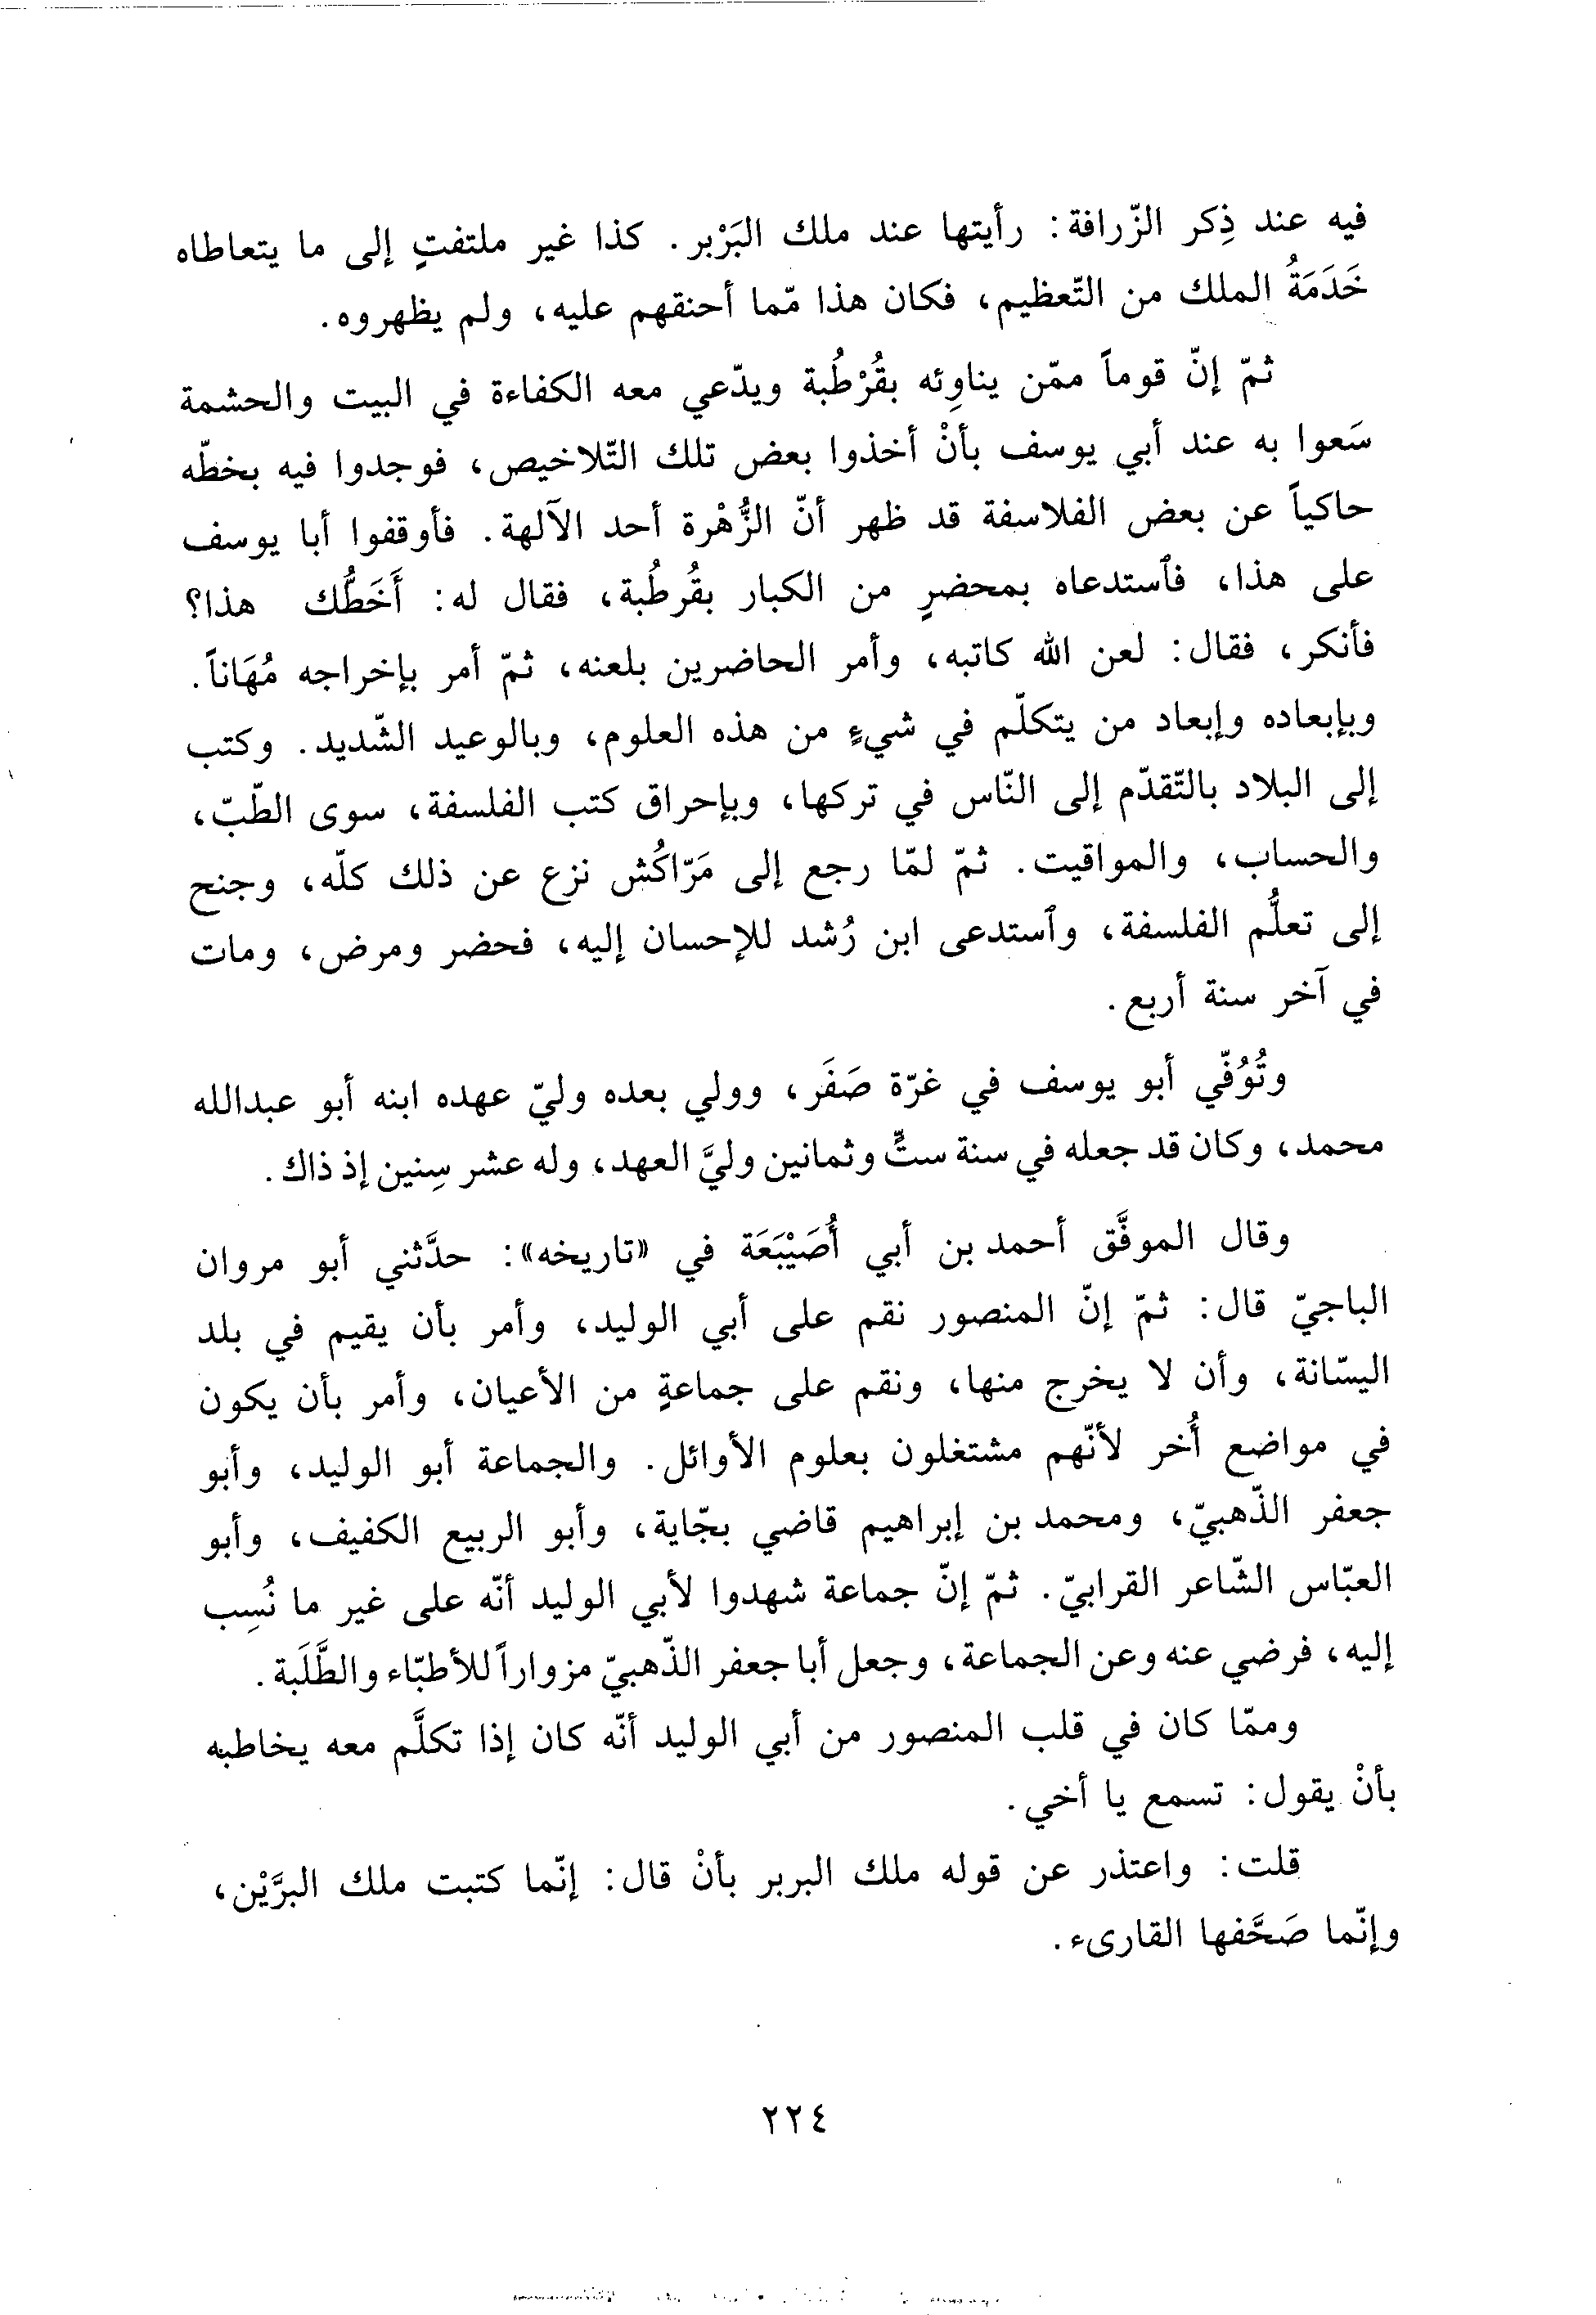 فيه عند ذِكر الزّرافة: رأيتها عند ملك البَرْبر. كذا غير ملتفتٍ إلى ما يتعاطاه
خَدَمَةُ الملك من التّعظيم، فكان هذا مّما أحنقهم عليه، ولم يظهروه.
ثمّ إنّ قوماً ممّن يناوِئه بقُرْطُبة ويدّعي معه الكفاءة في البيت والحشمة
سَعوا به عند أبي يوسف بأنْ أخذوا بعض تلك التّلاخيص، فوجدوا فيه بخطّه
حاكياً عن بعض الفلاسفة قد ظهر أنّ الزُّهْرة أحد الآلهة. فأوقفوا أبا يوسف
على هذا، فٱستدعاه بمحضرٍ من الكبار بقُرطُبة، فقال له: أَخَطُّك هذا؟
فأنكر، فقال: لعن الله كاتبه، وأمر الحاضرين بلعنه، ثمّ أمر بإخراجه مُهَاناً.
وبإبعاده وإبعاد من يتكلّم في شيءٍ من هذه العلوم، وبالوعيد الشّديد. وكتب
إلى البلاد بالتّقدّم إلى النّاس في تركها، وبإحراق كتب الفلسفة، سوى الطّبّ،
والحساب، والمواقيت. ثمّ لمّا رجع إلى مَرّاكُش نزع عن ذلك كلّه، وجنح
إلى تعلُّم الفلسفة، وٱستدعى ابن رُشد للإحسان إليه، فحضر ومرض، ومات
في آخر سنة أربع.
وتُوُفّي أبو يوسف في غرّة صَفَر، وولي بعده وليّ عهده ابنه أبو عبدالله
محمد، وكان قد جعله في سنة ستٍّ وثمانين وليَّ العهد، وله عشر سِنين إذ ذاك.
وقال الموفَّق أحمد بن أبي أُصَيْبَعَة في «تاريخه»: حدَّثني أبو مروان
الباجيّ قال: ثمّ إنّ المنصور نقم على أبي الوليد، وأمر بأن يقيم في بلد
اليسّانة، وأن لا يخرج منها، ونقم على جماعةٍ من الأعيان، وأمر بأن يكون
في مواضع أُخر لأنّهم مشتغلون بعلوم الأوائل. والجماعة أبو الوليد، وأبو
جعفر الذّهبيّ، ومحمد بن إبراهيم قاضي بجّاية، وأبو الربيع الكفيف، وأبو
العبّاس الشّاعر القرابيّ. ثمّ إنّ جماعة شهدوا لأبي الوليد أنّه على غير ما نُسِب
إليه، فرضي عنه وعن الجماعة، وجعل أبا جعفر الذّهبيّ مزواراً للأطبّاء والطَّلَبة.
وممّا كان في قلب المنصور من أبي الوليد أنّه كان إذا تكلَّم معه يخاطبه
بأنْ يقول: تسمع يا أخي.
قلت: واعتذر عن قوله ملك البربر بأنْ قال: إنّما كتبت ملك البرَّيْن،
وإنّما صَحَّفها القارىء.
٢٢٤